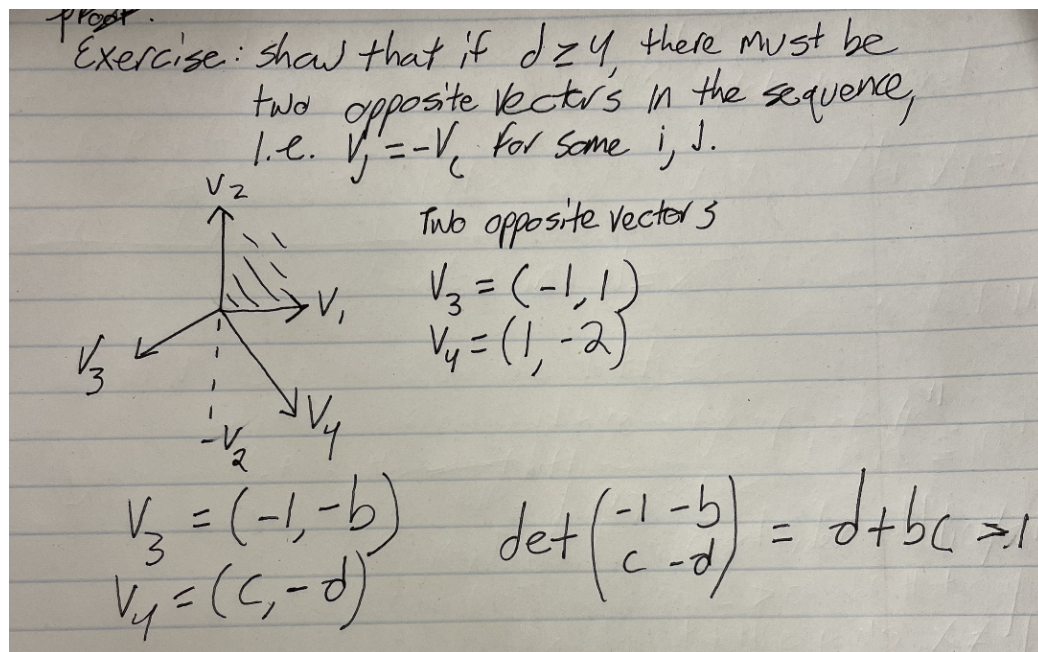 proof.
Exercise: show that if d ≥ 4, there must be
two opposite vectors in the sequence,
i.e. Vj = -Vi for some i, j.
V2
Two opposite vectors
V3 = (-1, 1)
V1
V4 = (1, -2)
V3
V4
-V2
V3 = (-1, -b)
V4 = (c, -d)
det(-1 -b
c -d) = d+bc >1